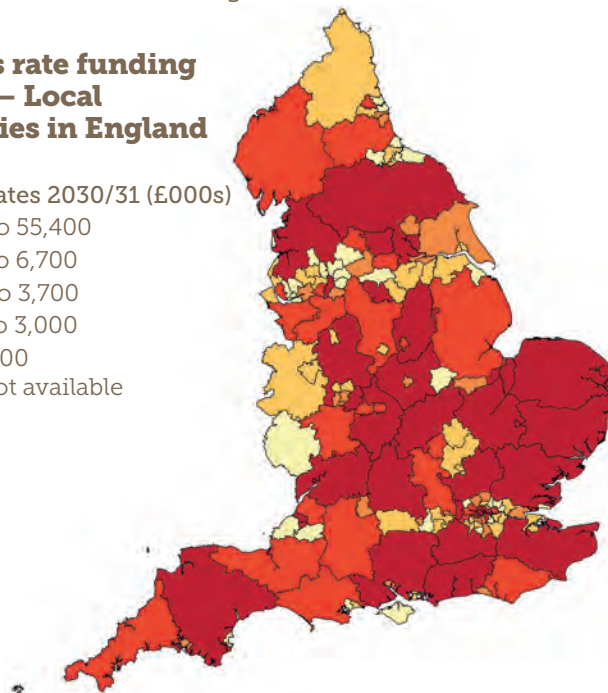 s rate funding
– Local
ies in England
ates 2030/31 (£000s)
o 55,400
o 6,700
o 3,700
o 3,000
00
ot available